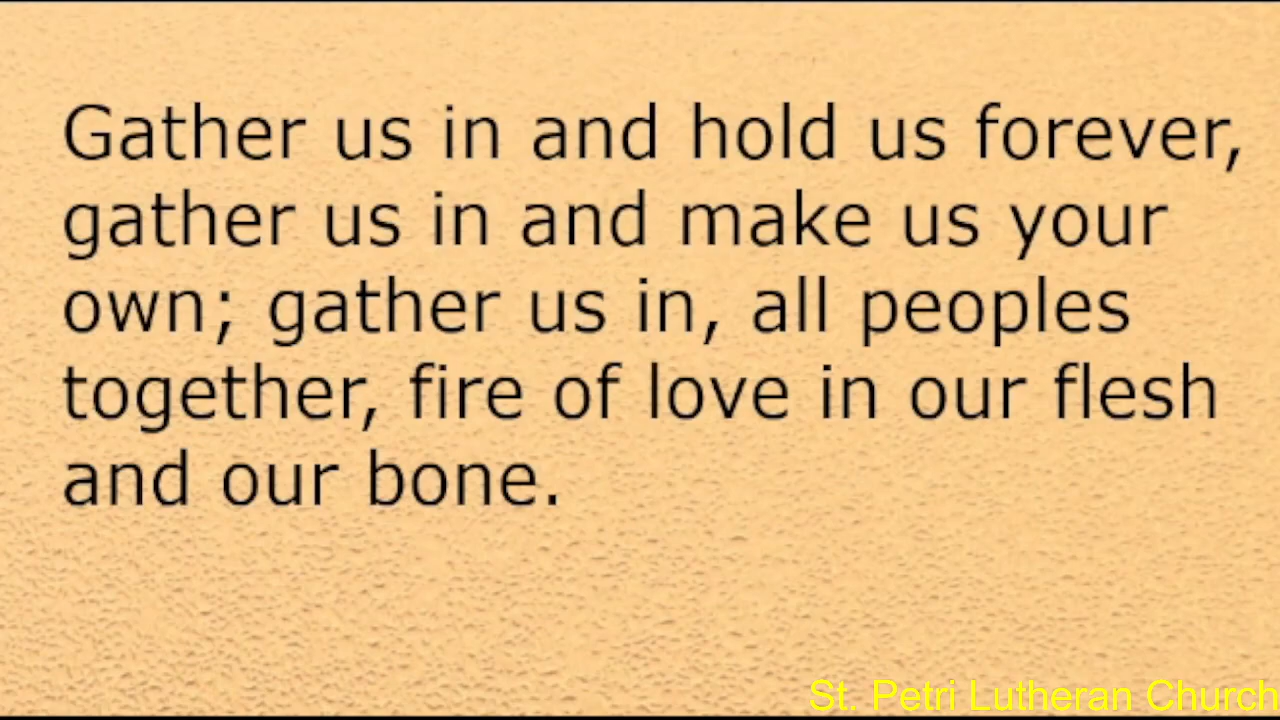 Gather us in and hold us forever,
gather us in and make us your
own; gather us in, all peoples
together, fire of love in our flesh
and our bone.
St. Petri Lutheran Church